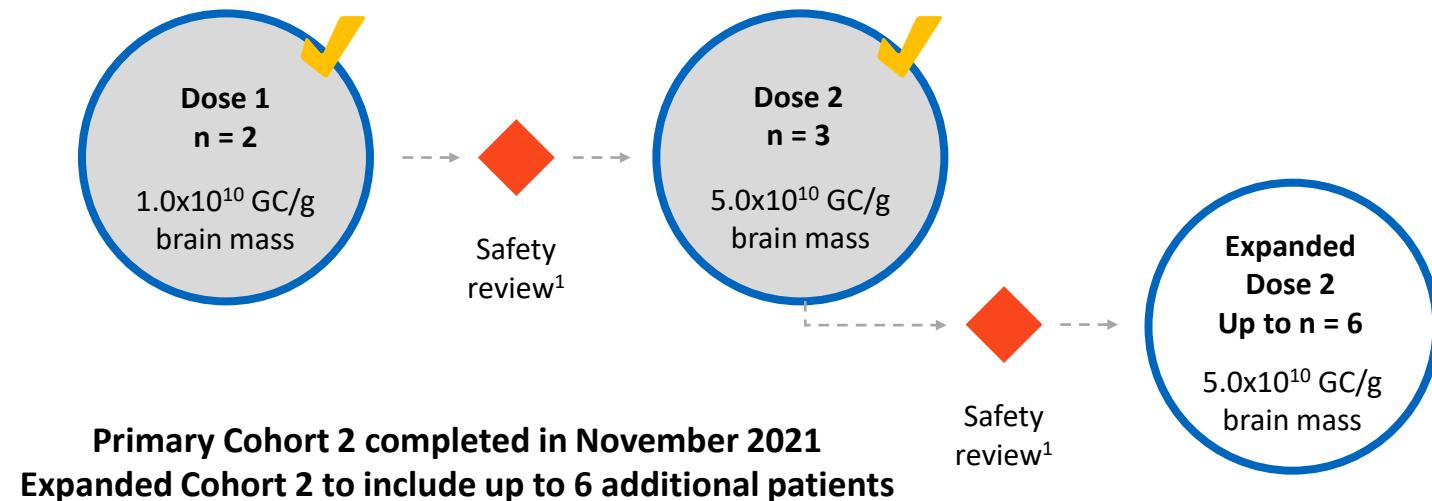 Dose 1
n = 2
1.0x10¹⁰ GC/g
brain mass
Safety
review¹
Dose 2
n = 3
5.0x10¹⁰ GC/g
brain mass
Safety
review¹
Expanded
Dose 2
Up to n = 6
5.0x10¹⁰ GC/g
brain mass
Primary Cohort 2 completed in November 2021
Expanded Cohort 2 to include up to 6 additional patients